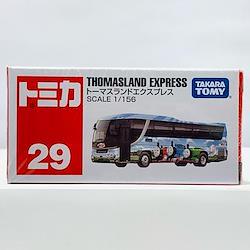 トミカ
29
THOMASLAND EXPRESS
トーマスランドエクスプレス
SCALE 1/156
TAKARA
TOMY